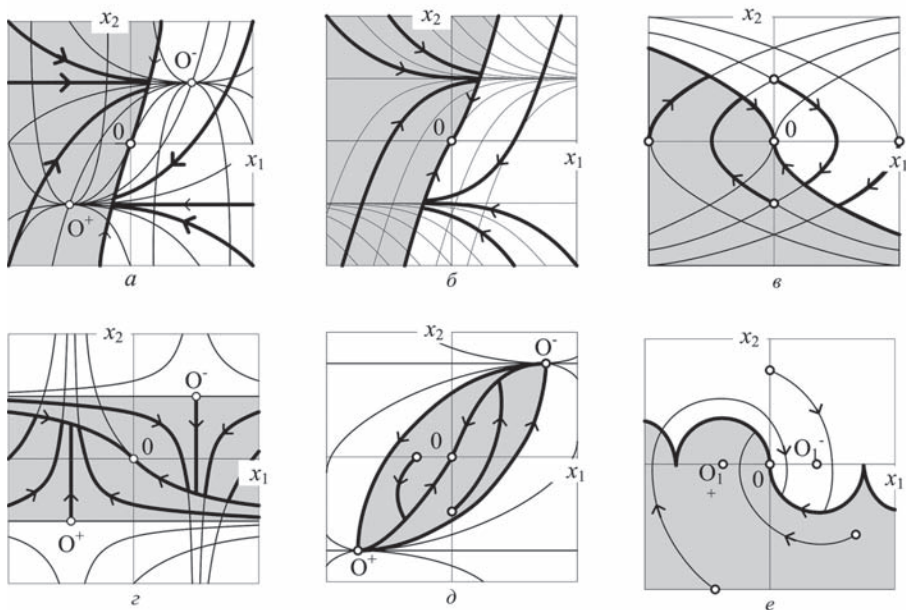 x₂ x₂ x₂
O⁻
0 0 0
x₁ x₁ x₁
O⁺
а б в
x₂ x₂ x₂
O⁻ O⁻
0 0 O₁⁻
x₁ x₁ O₁⁺ 0 x₁
O⁺ O⁺
г д е